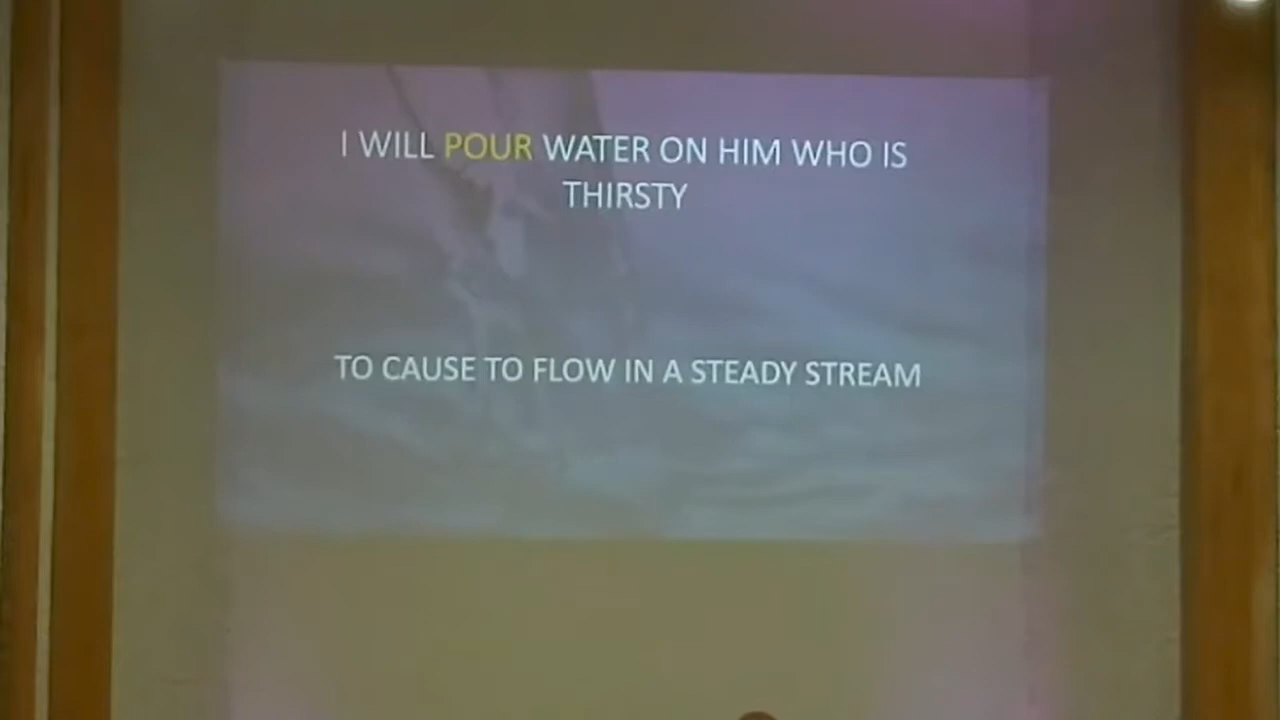 I WILL POUR WATER ON HIM WHO IS
THIRSTY
TO CAUSE TO FLOW IN A STEADY STREAM